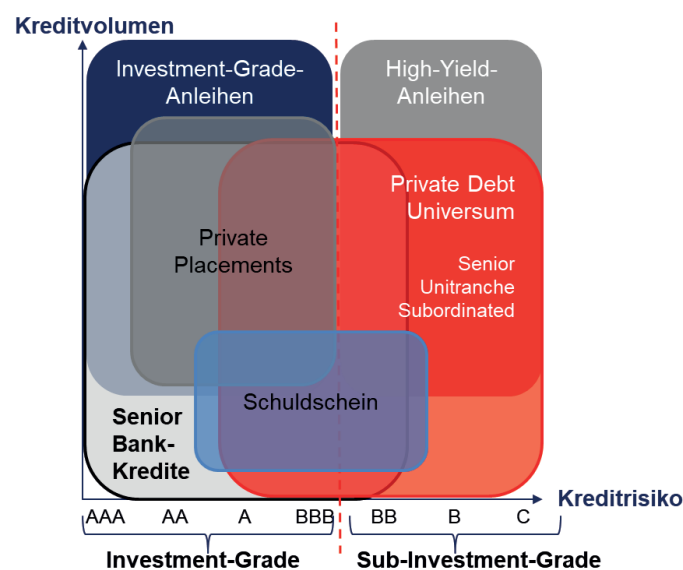 Kreditvolumen
Investment-Grade-
Anleihen
High-Yield-
Anleihen
Private Debt
Universum
Private
Placements
Senior
Unitranche
Subordinated
Schuldschein
Senior
Bank-
Kredite
Kreditrisiko
AAA AA A BBB BB B C
Investment-Grade Sub-Investment-Grade